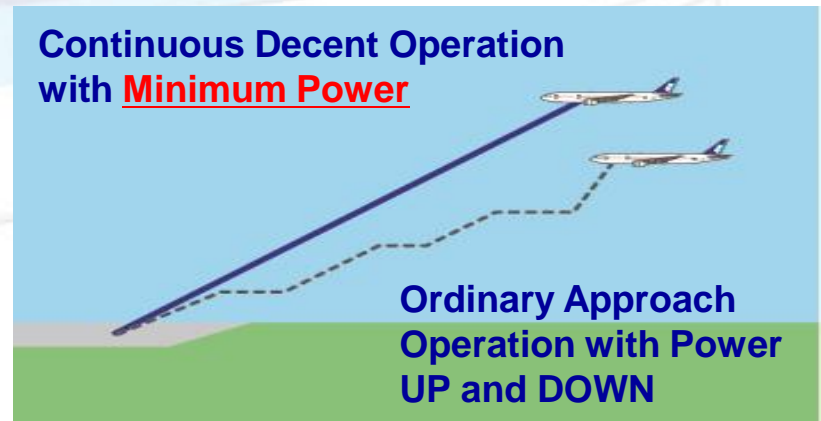 Continuous Decent Operation
with Minimum Power
Ordinary Approach
Operation with Power
UP and DOWN